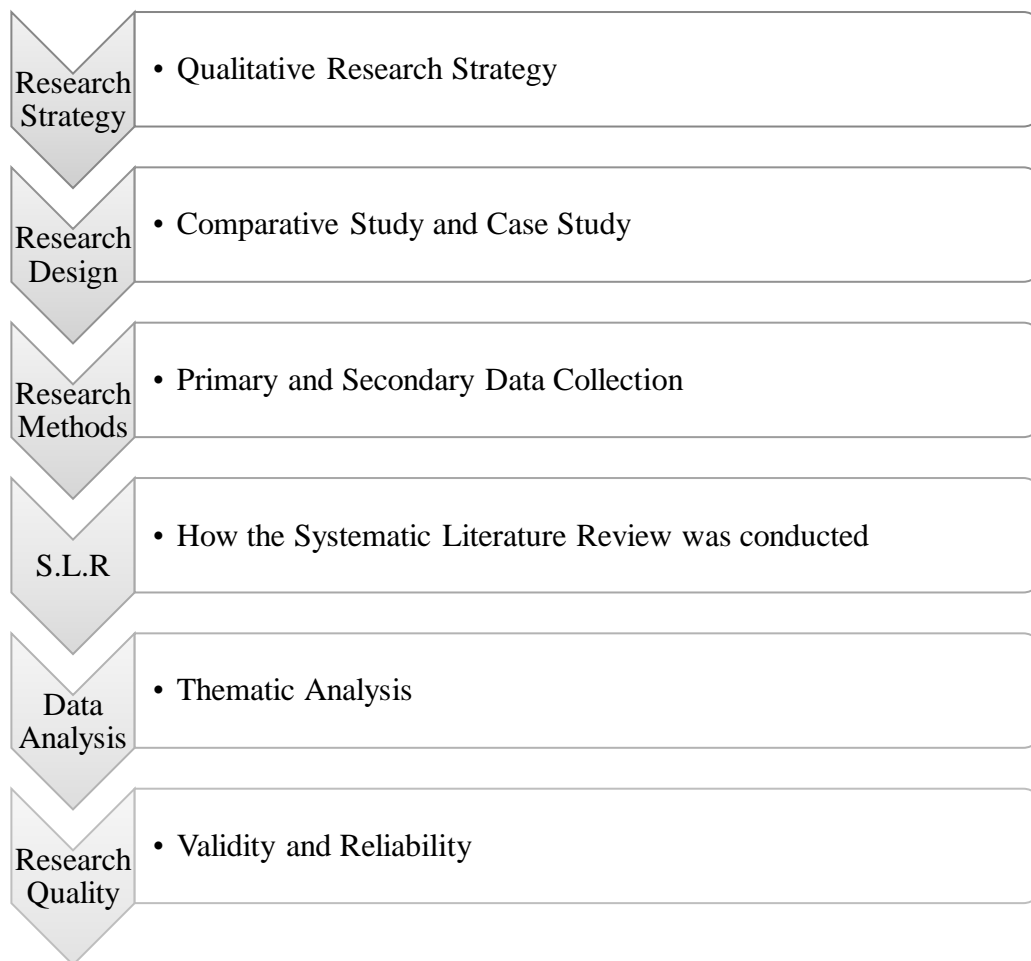 Research
Strategy
• Qualitative Research Strategy
Research
Design
• Comparative Study and Case Study
Research
Methods
• Primary and Secondary Data Collection
S.L.R
• How the Systematic Literature Review was conducted
Data
Analysis
• Thematic Analysis
Research
Quality
• Validity and Reliability